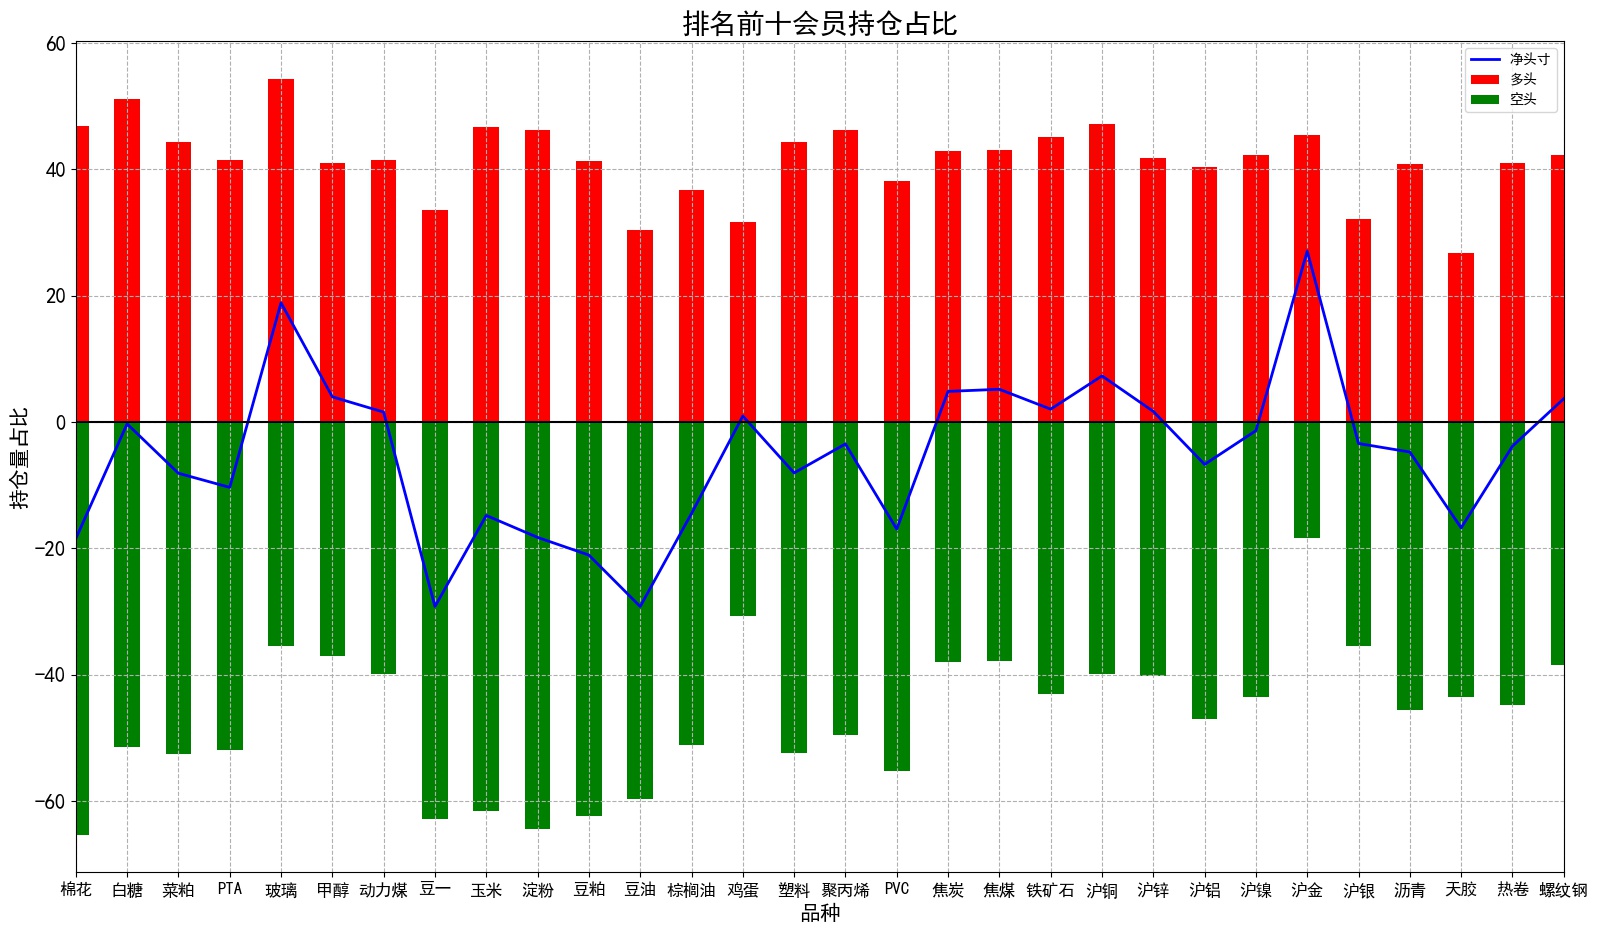 排名前十会员持仓占比
净头寸
多头
空头
60
40
20
0
−20
−40
−60
持仓量占比
棉花 白糖 菜粕 PTA 玻璃 甲醇 动力煤 豆一 玉米 淀粉 豆粕 豆油 棕榈油 鸡蛋 塑料 聚丙烯 PVC 焦炭 焦煤 铁矿石 沪铜 沪锌 沪铝 沪镍 沪金 沪银 沥青 天胶 热卷 螺纹钢
品种